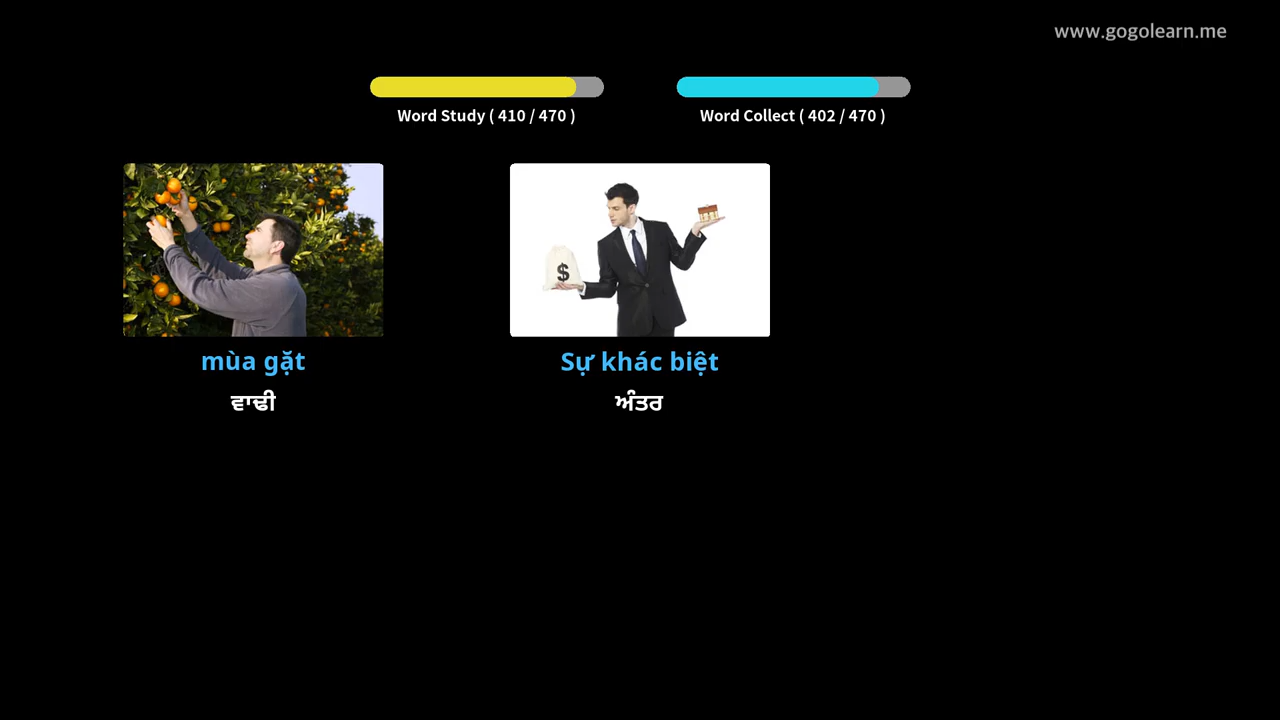 www.gogolearn.me
Word Study ( 410 / 470 )
Word Collect ( 402 / 470 )
$
mùa gặt
ਵਾਢੀ
Sự khác biệt
ਅੰਤਰ